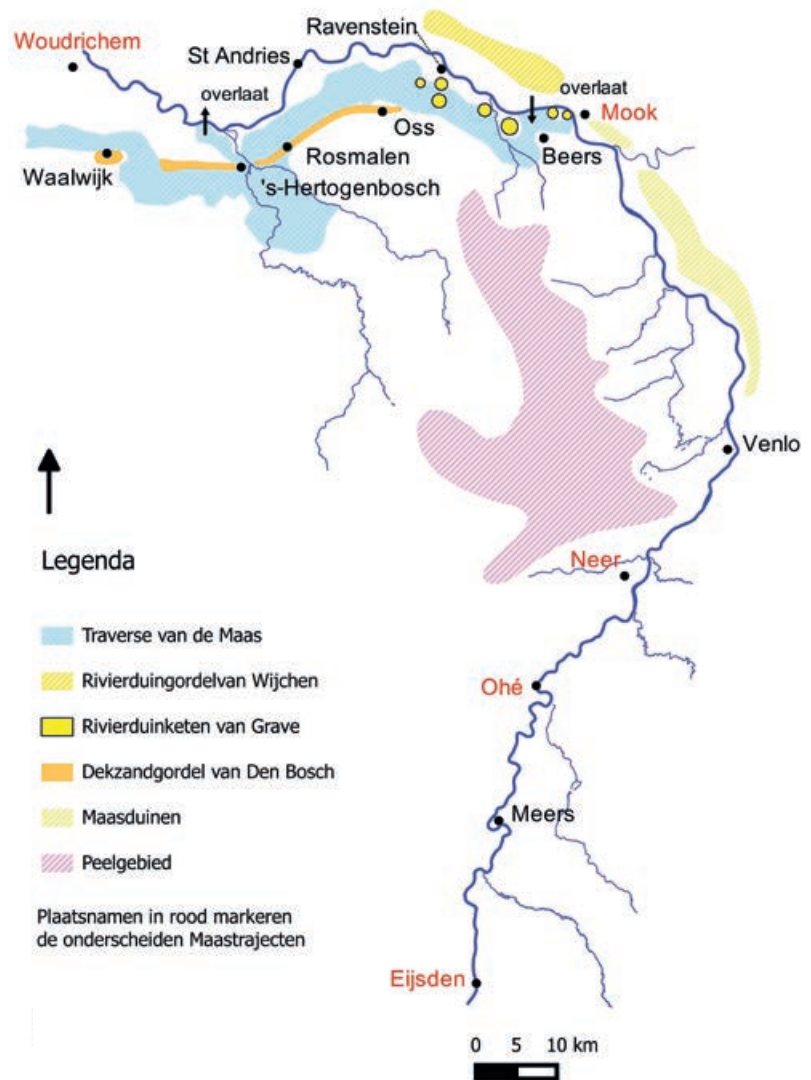 Ravenstein
Woudrichem
St Andries
overlaat
overlaat
Mook
Oss
Beers
Rosmalen
Waalwijk
's-Hertogenbosch
Venlo
Legenda
Neer
Traverse van de Maas
Rivierduingordelvan Wijchen
Ohé
Rivierduinketen van Grave
Dekzandgordel van Den Bosch
Maasduinen
Meers
Peelgebied
Plaatsnamen in rood markeren
de onderscheiden Maastrajecten
Eijsden
0 5 10 km